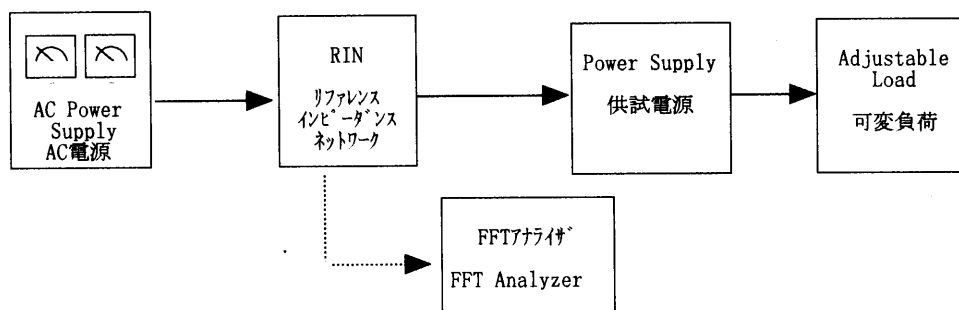 AC Power
Supply
AC電源
RIN
ﾘﾌｧﾚﾝｽ
ｲﾝﾋﾟｰﾀﾞﾝｽ
ﾈｯﾄﾜｰｸ
Power Supply
供試電源
Adjustable
Load
可変負荷
FFTｱﾅﾗｲｻﾞ
FFT Analyzer